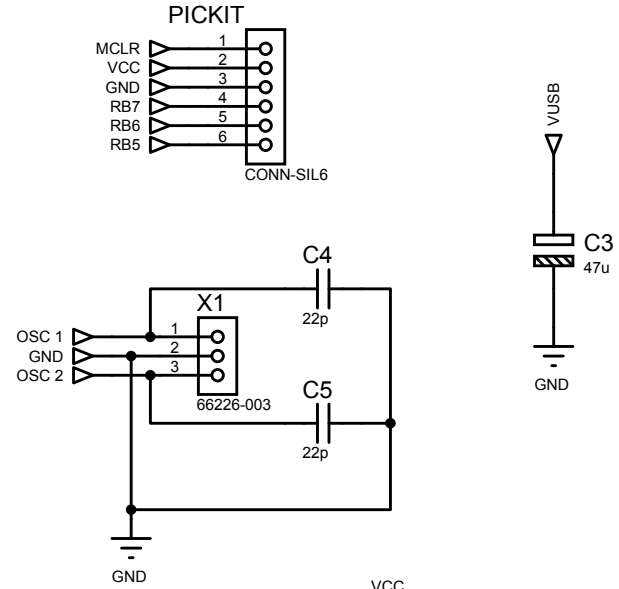 PICKIT
MCLR 1
VCC 2
GND 3
RB7 4
RB6 5
RB5 6
CONN-SIL6
VUSB
C3
47u
GND
C4
22p
X1
OSC 1 1
GND 2
OSC 2 3
66226-003
C5
22p
GND
VCC